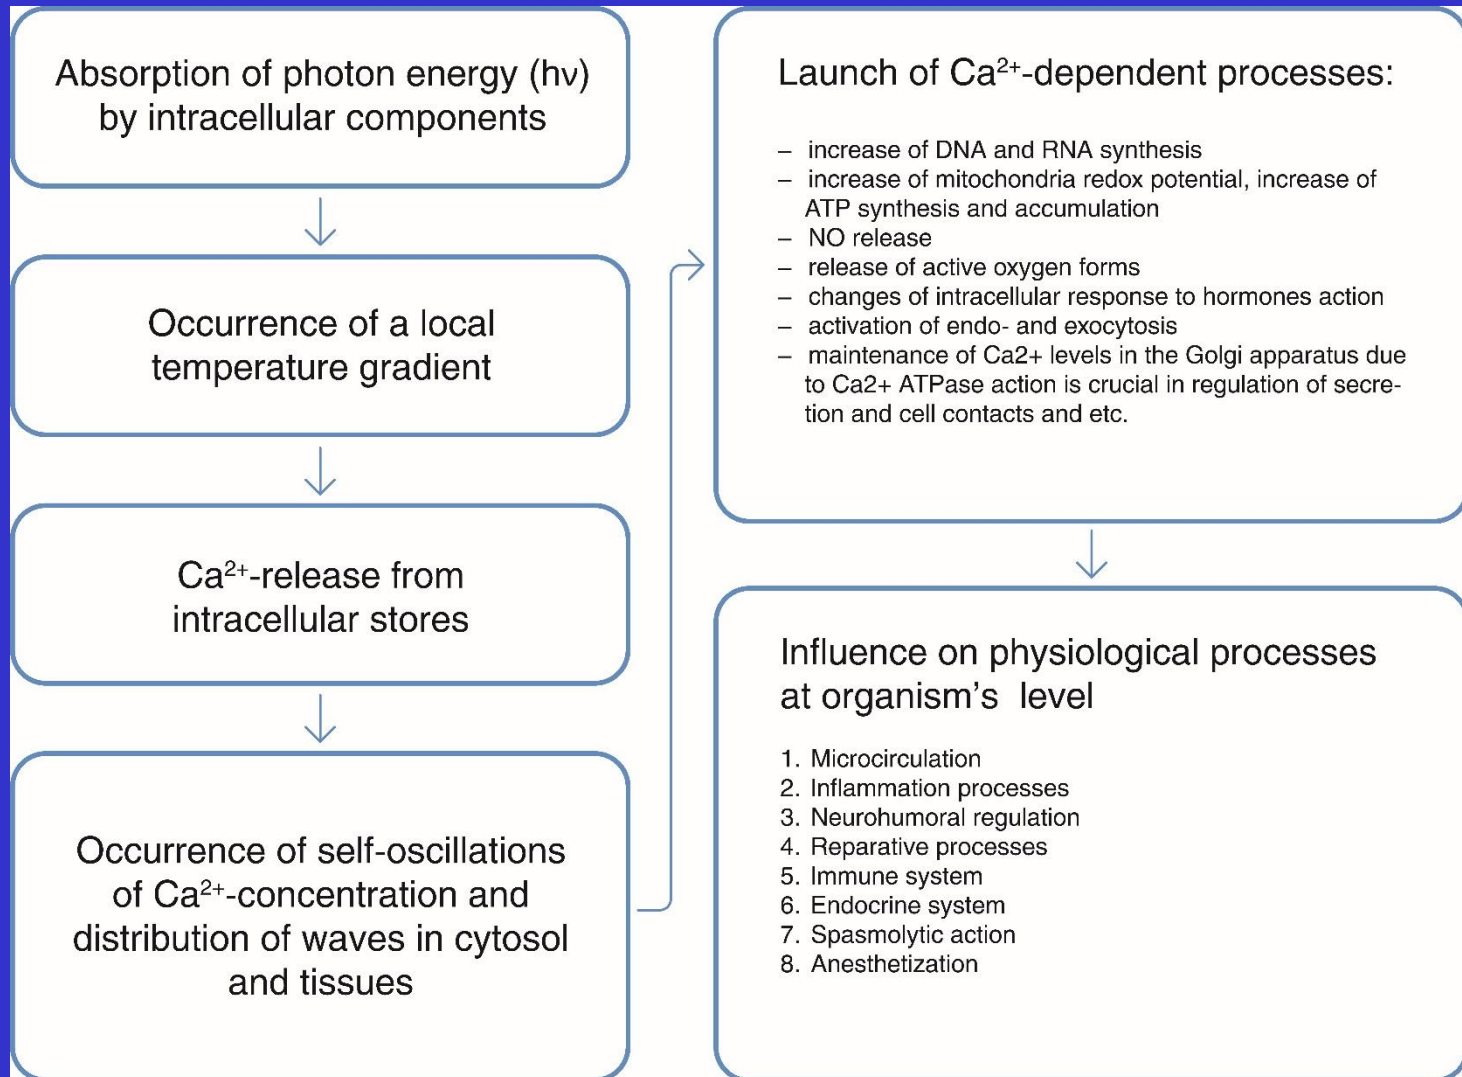 Absorption of photon energy (hν)
by intracellular components
Occurrence of a local
temperature gradient
Ca²⁺-release from
intracellular stores
Occurrence of self-oscillations
of Ca²⁺-concentration and
distribution of waves in cytosol
and tissues
Launch of Ca²⁺-dependent processes:
– increase of DNA and RNA synthesis
– increase of mitochondria redox potential, increase of
ATP synthesis and accumulation
– NO release
– release of active oxygen forms
– changes of intracellular response to hormones action
– activation of endo- and exocytosis
– maintenance of Ca2+ levels in the Golgi apparatus due
to Ca2+ ATPase action is crucial in regulation of secre-
tion and cell contacts and etc.
Influence on physiological processes
at organism's level
1. Microcirculation
2. Inflammation processes
3. Neurohumoral regulation
4. Reparative processes
5. Immune system
6. Endocrine system
7. Spasmolytic action
8. Anesthetization